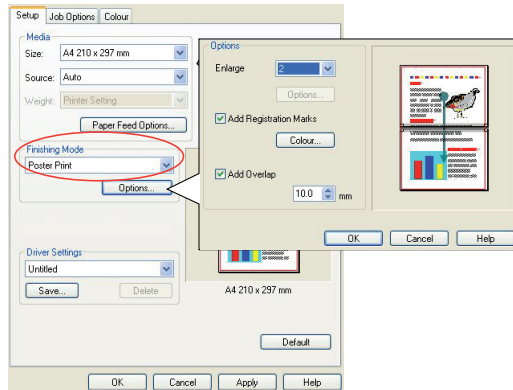 Setup
Job Options
Colour
Media
Size: A4 210 x 297 mm
Source: Auto
Weight: Printer Setting
Paper Feed Options...
Finishing Mode
Poster Print
Options...
Driver Settings
Untitled
Save...
Delete
A4 210 x 297 mm
Default
OK
Cancel
Apply
Help
Options
Enlarge 2
Options...
Add Registration Marks
Colour...
Add Overlap
10.0 mm
OK
Cancel
Help